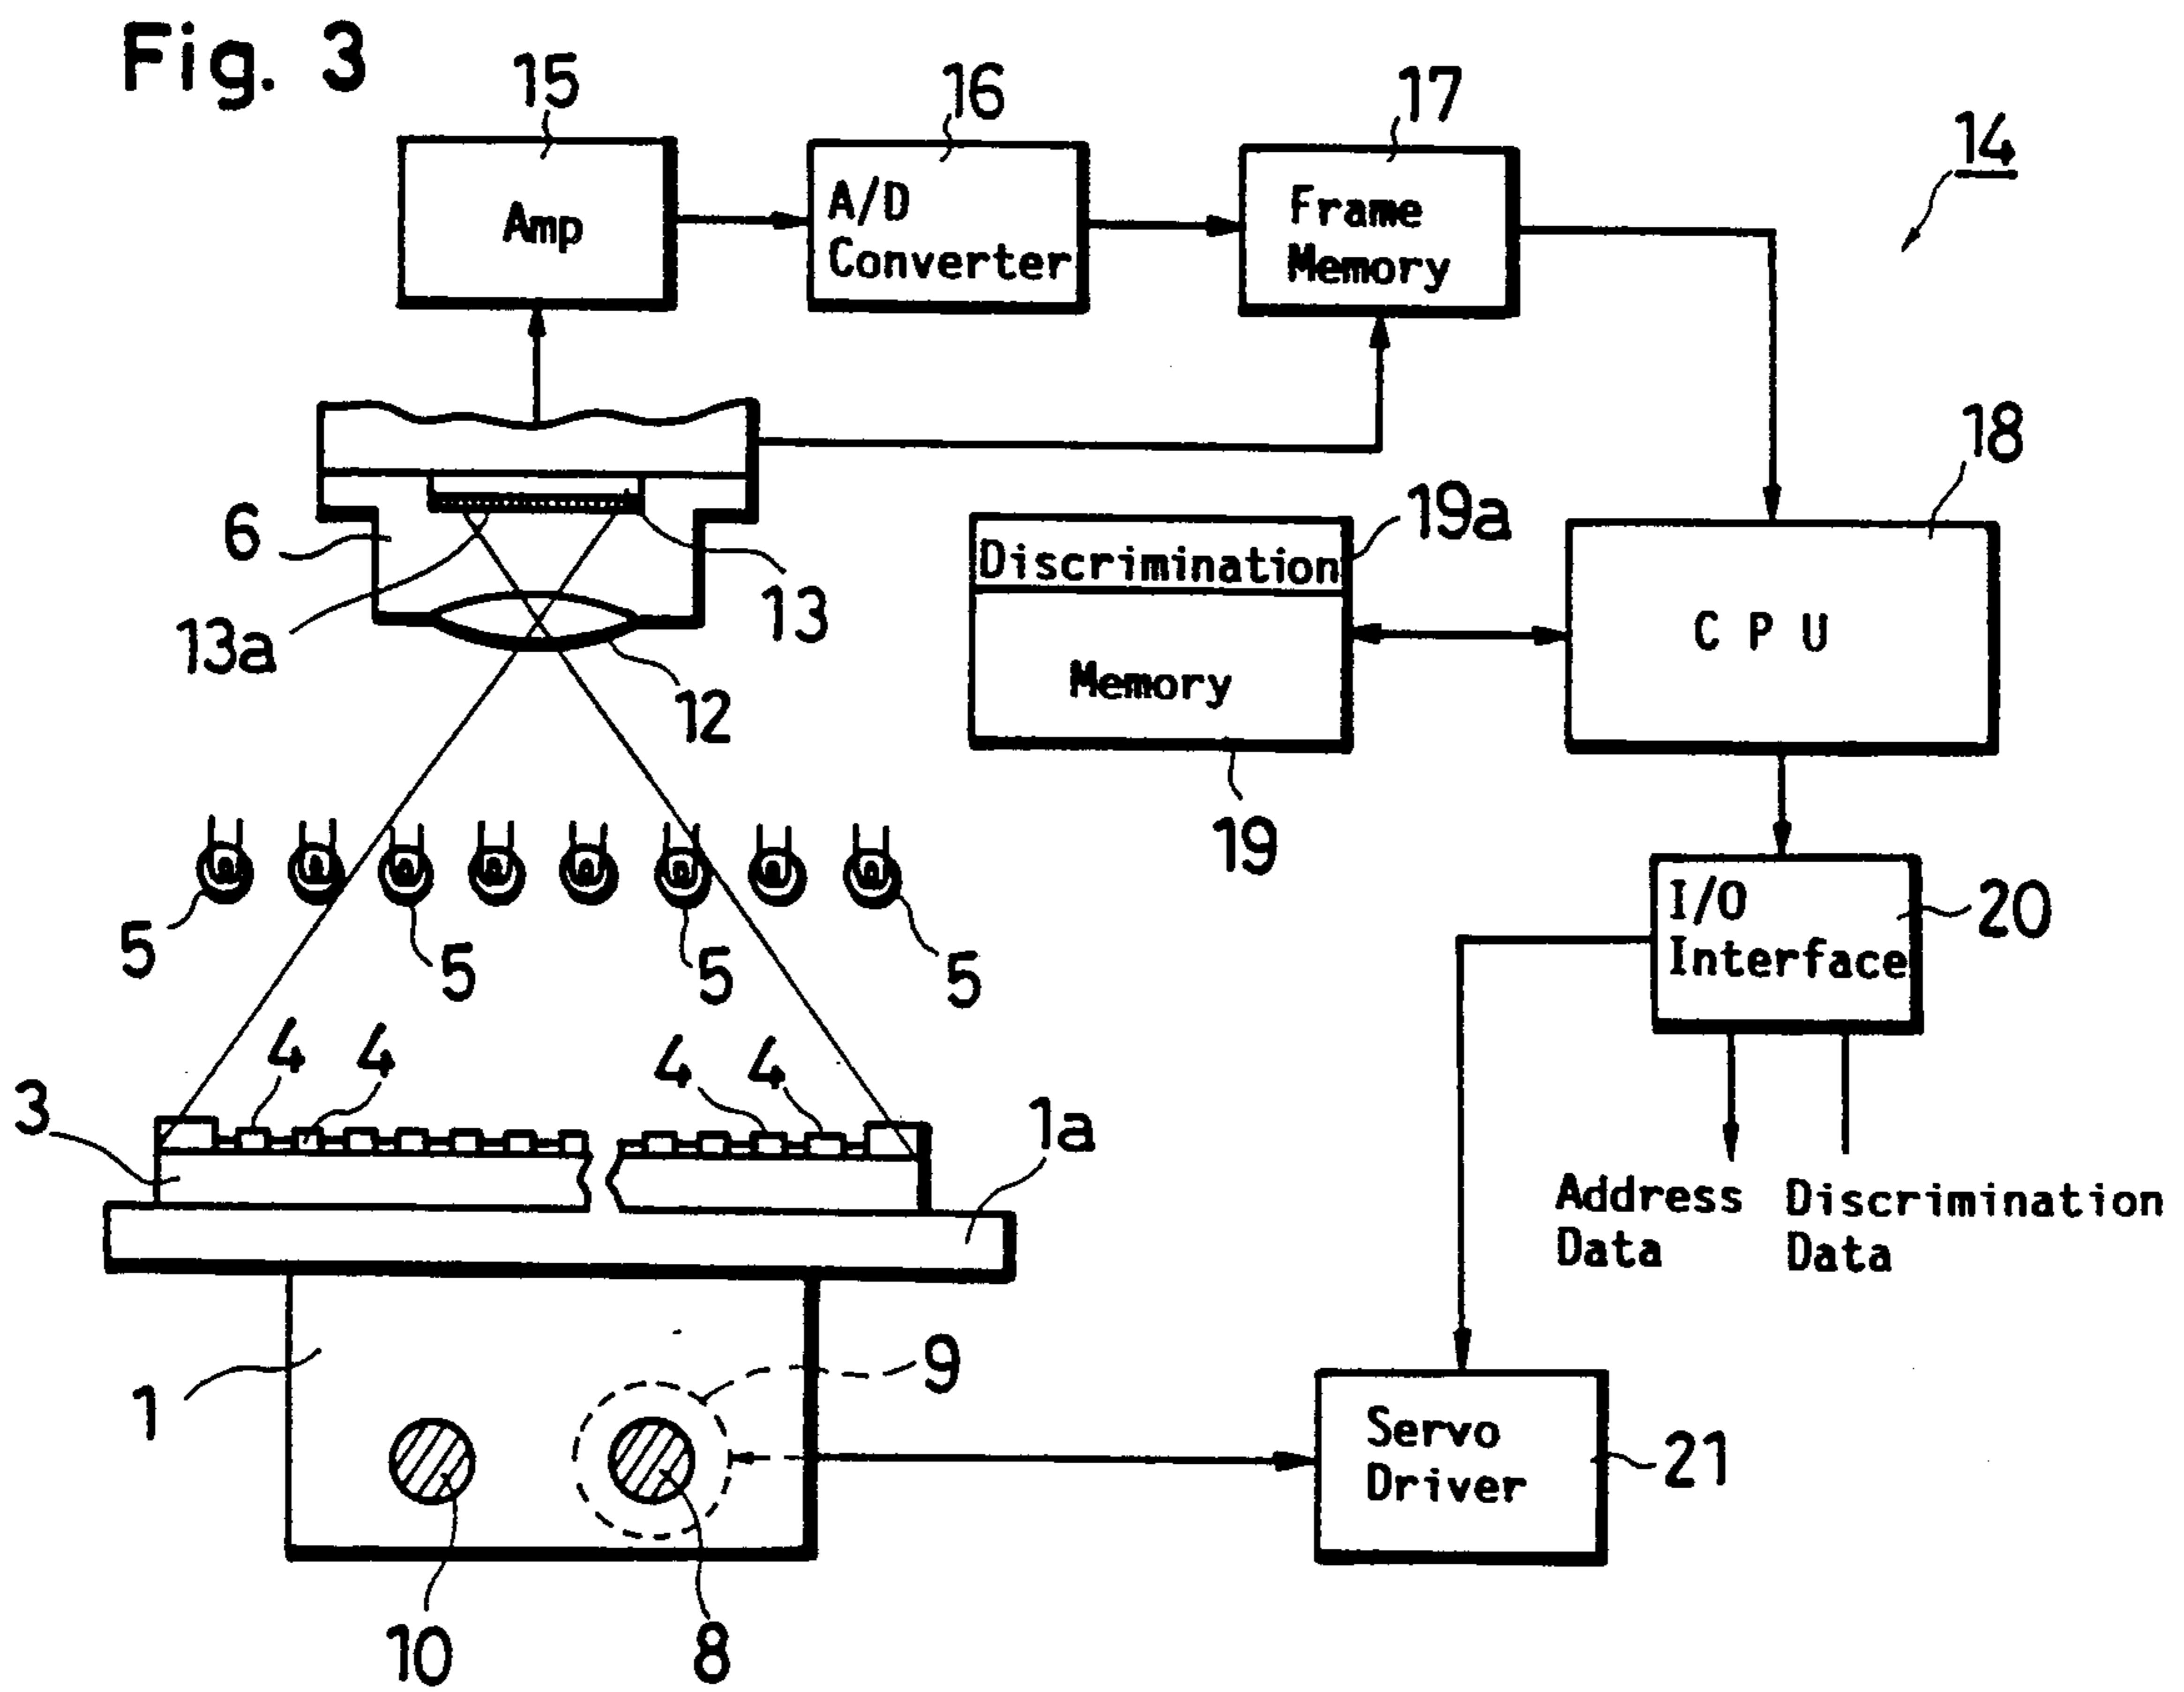 Fig. 3
15
16
17
14
Amp
A/D
Converter
Frame
Memory
18
6
19a
Discrimination
13
13a
C P U
Memory
12
19
5
5
5
5
I/O
Interface
20
4
4
4
4
3
1a
Address
Data
Discrimination
Data
9
1
Servo
Driver
21
10
8